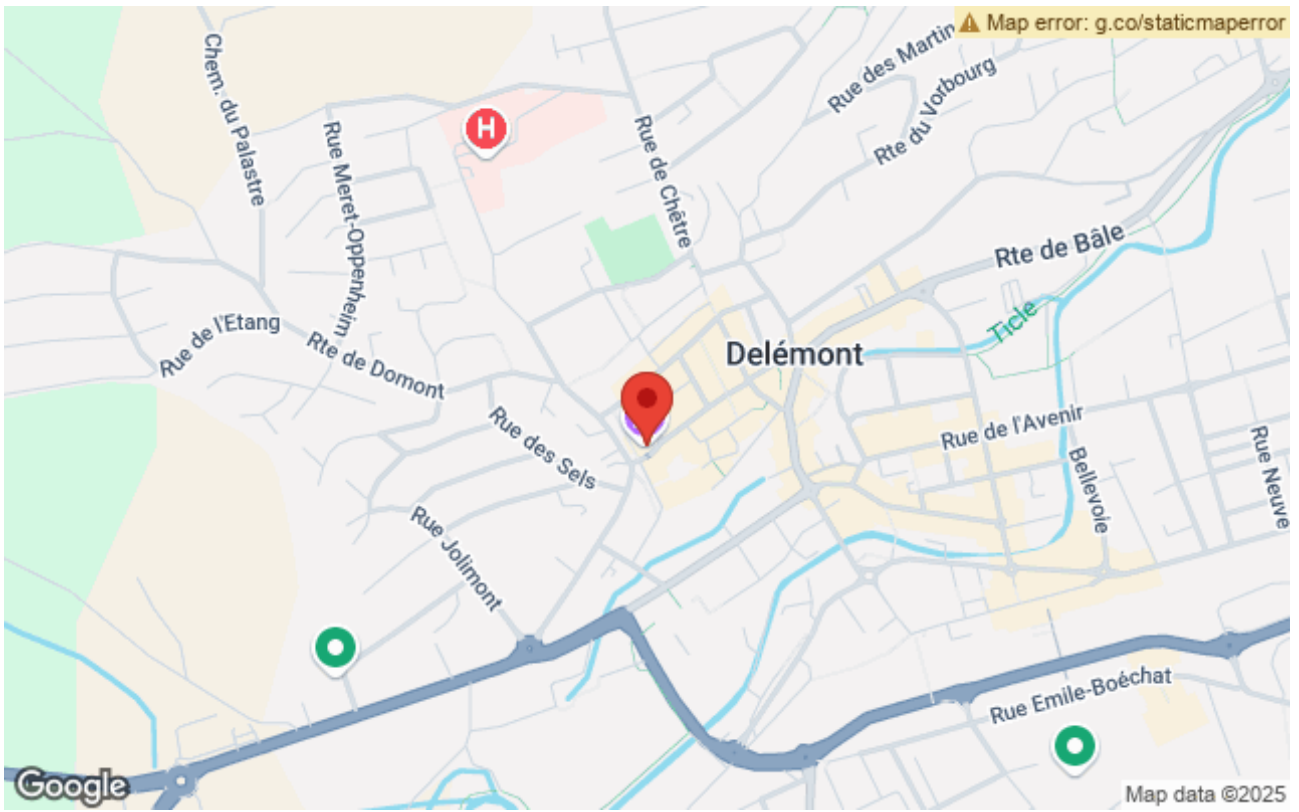 Map error: g.co/staticmaperror
Chem. du Palastre
Rue Meret-Oppenheim
H
Rue de Chêtre
Rue des Martin
Rte du Vorbourg
Rte de Bâle
Rue de l'Etang
Rte de Domont
Delémont
Ticle
Rue des Sels
Rue de l'Avenir
Bellevoie
Rue Neuve
Rue Jolimont
Rue Emile-Boéchat
Google
Map data ©2025